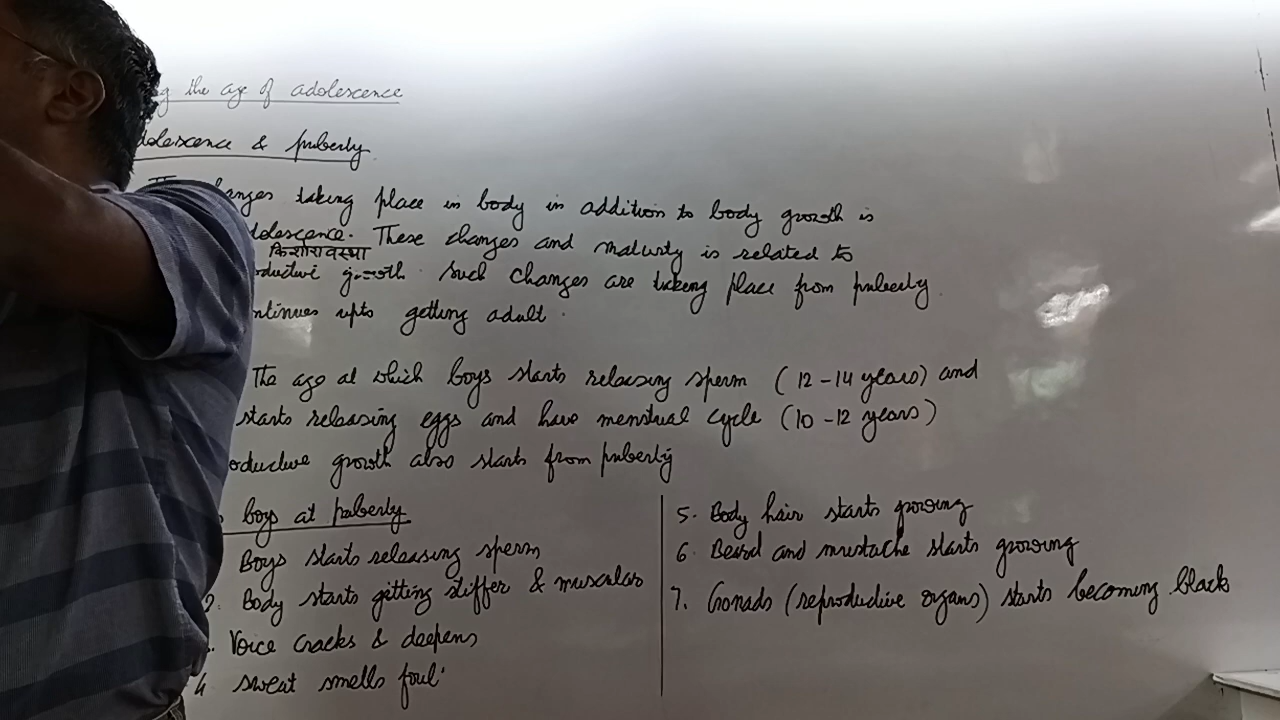 g the age of adolescence
dolescence & puberty
anges taking place in body in addition to body growth is
dolescence. These changes and maturity is related to
किशोरावस्था
oductive growth. Such changes are taking place from puberty
ntinues upto getting adult.
The age at which boys starts releasing sperm (12-14 years) and
starts releasing eggs and have menstrual cycle (10-12 years)
oductive growth also starts from puberty
boys at puberty
Boys starts releasing sperm
2. Body starts getting stiffer & muscular
Voice cracks & deepens
4 sweat smells foul
5. Body hair starts growing
6. Beard and mustache starts growing
7. Gonads (reproductive organs) starts becoming black